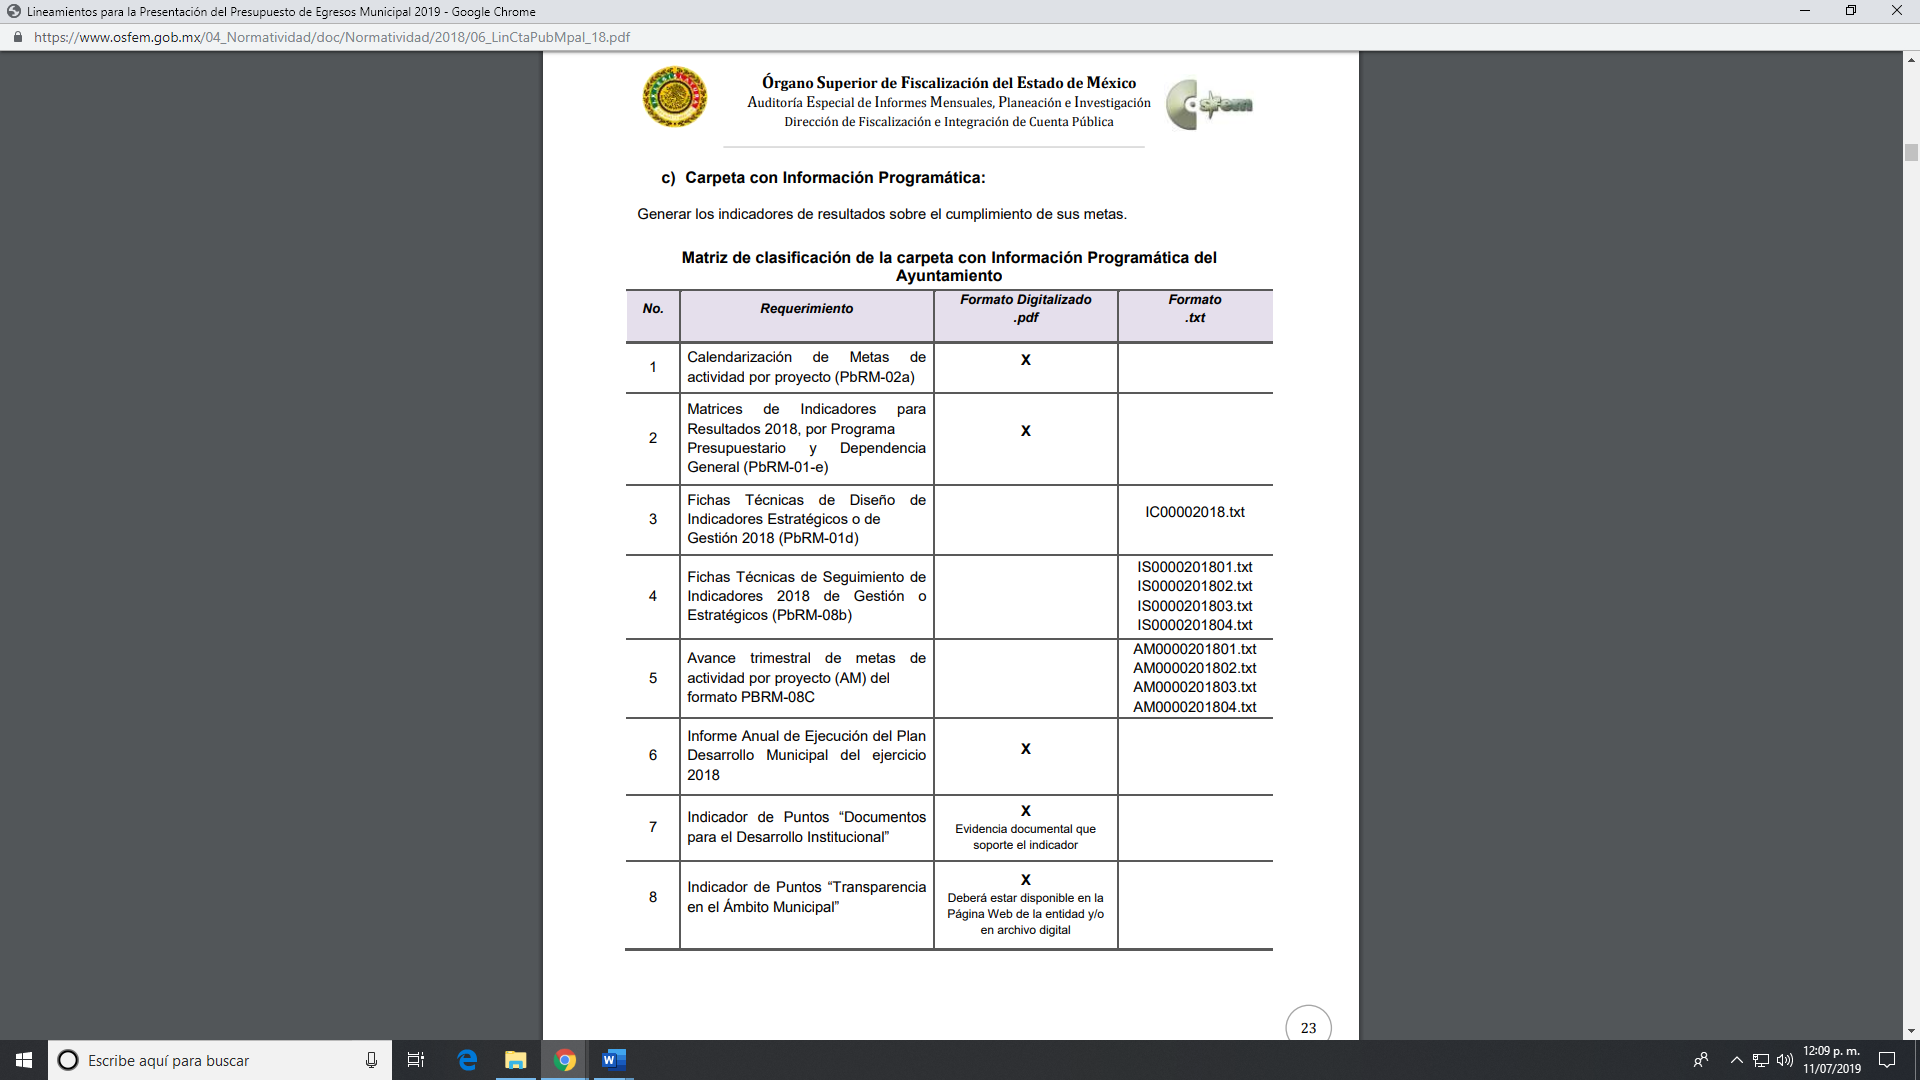 Lineamientos para la Presentación del Presupuesto de Egresos Municipal 2019 - Google Chrome
https://www.osfem.gob.mx/04_Normatividad/doc/Normatividad/2018/06_LinCtaPubMpal_18.pdf
Órgano Superior de Fiscalización del Estado de México
Auditoría Especial de Informes Mensuales, Planeación e Investigación
Dirección de Fiscalización e Integración de Cuenta Pública
osfem
c) Carpeta con Información Programática:
Generar los indicadores de resultados sobre el cumplimiento de sus metas.
Matriz de clasificación de la carpeta con Información Programática del
Ayuntamiento
No. Requerimiento Formato Digitalizado .pdf Formato .txt
1
Calendarización de Metas de
actividad por proyecto (PbRM-02a)
X
2
Matrices de Indicadores para
Resultados 2018, por Programa
Presupuestario y Dependencia
General (PbRM-01-e)
X
3
Fichas Técnicas de Diseño de
Indicadores Estratégicos o de
Gestión 2018 (PbRM-01d)
IC00002018.txt
4
Fichas Técnicas de Seguimiento de
Indicadores 2018 de Gestión o
Estratégicos (PbRM-08b)
IS0000201801.txt
IS0000201802.txt
IS0000201803.txt
IS0000201804.txt
5
Avance trimestral de metas de
actividad por proyecto (AM) del
formato PBRM-08C
AM0000201801.txt
AM0000201802.txt
AM0000201803.txt
AM0000201804.txt
6
Informe Anual de Ejecución del Plan
Desarrollo Municipal del ejercicio
2018
X
7
Indicador de Puntos “Documentos
para el Desarrollo Institucional”
X
Evidencia documental que
soporte el indicador
8
Indicador de Puntos “Transparencia
en el Ámbito Municipal”
X
Deberá estar disponible en la
Página Web de la entidad y/o
en archivo digital
23
Escribe aquí para buscar
12:09 p. m.
11/07/2019